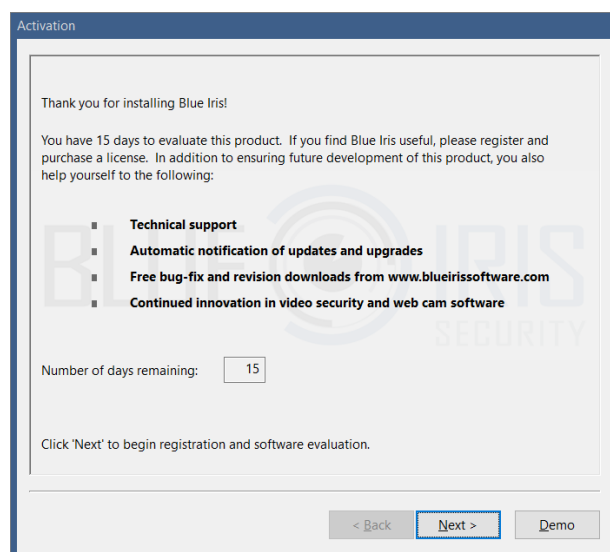 Activation
Thank you for installing Blue Iris!
You have 15 days to evaluate this product.  If you find Blue Iris useful, please register and
purchase a license. In addition to ensuring future development of this product, you also
help yourself to the following:
Technical support
Automatic notification of updates and upgrades
Free bug-fix and revision downloads from www.blueirissoftware.com
Continued innovation in video security and web cam software
BLUE IRIS
SECURITY
Number of days remaining: 15
Click 'Next' to begin registration and software evaluation.
< Back Next > Demo